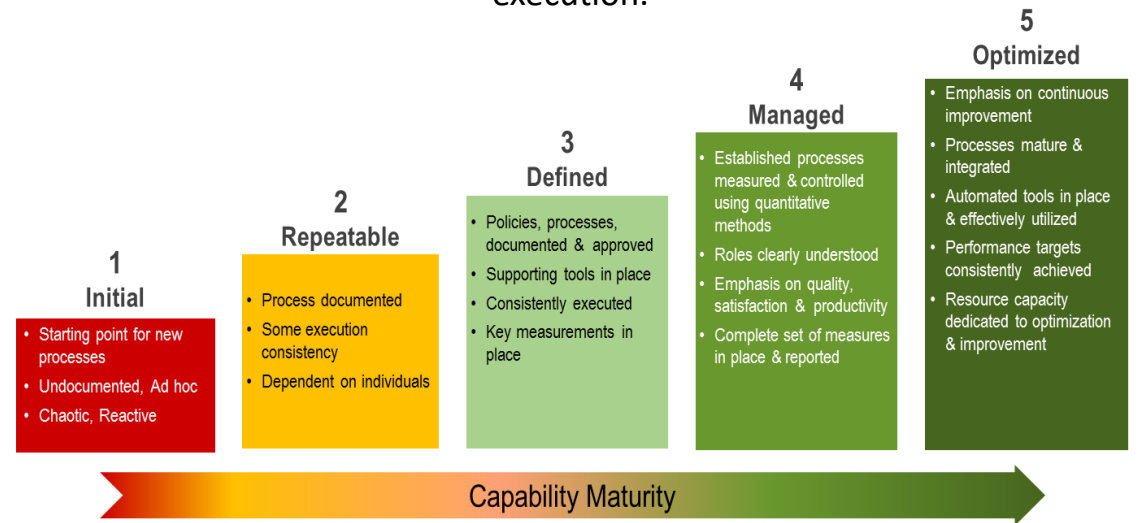 execution.
1
Initial
• Starting point for new
processes
• Undocumented, Ad hoc
• Chaotic, Reactive
2
Repeatable
• Process documented
• Some execution
consistency
• Dependent on individuals
3
Defined
• Policies, processes,
documented & approved
• Supporting tools in place
• Consistently executed
• Key measurements in
place
4
Managed
• Established processes
measured & controlled
using quantitative
methods
• Roles clearly understood
• Emphasis on quality,
satisfaction & productivity
• Complete set of measures
in place & reported
5
Optimized
• Emphasis on continuous
improvement
• Processes mature &
integrated
• Automated tools in place
& effectively utilized
• Performance targets
consistently achieved
• Resource capacity
dedicated to optimization
& improvement
Capability Maturity